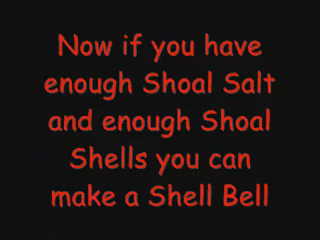 Now if you have
enough Shoal Salt
and enough Shoal
Shells you can
make a Shell Bell